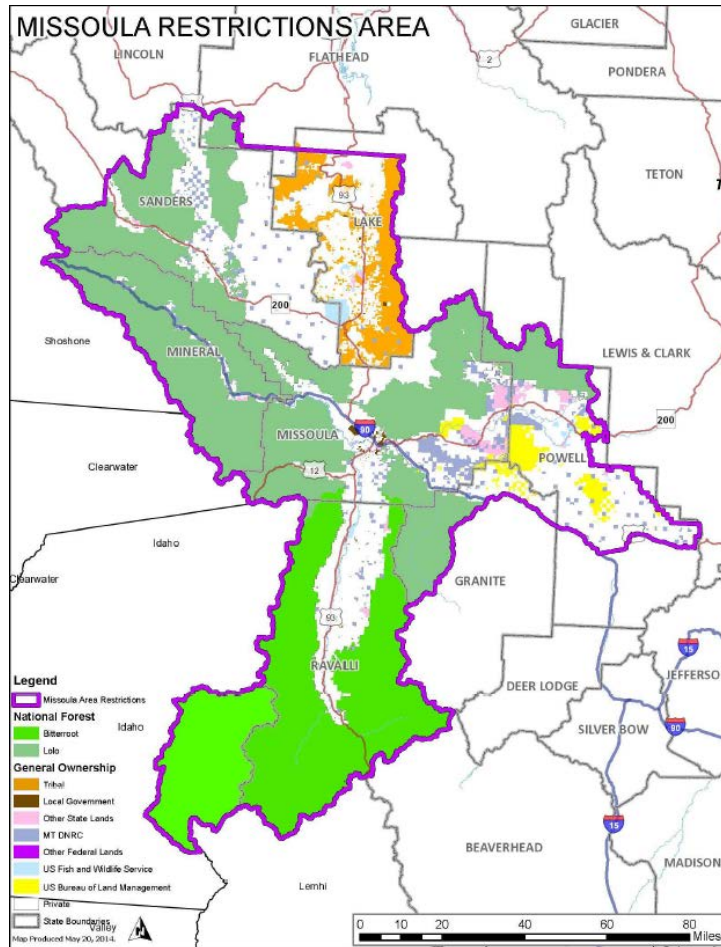 MISSOULA RESTRICTIONS AREA
GLACIER
LINCOLN
FLATHEAD
2
PONDERA
TETON
T
SANDERS
93
LAKE
200
Shoshone
MINERAL
LEWIS & CLARK
200
90
MISSOULA
POWELL
12
Clearwater
Idaho
Clearwater
GRANITE
93
RAVALLI
15
JEFFERSO
DEER LODGE
SILVER BOW
90
15
BEAVERHEAD
MADISON
Idaho
Lemhi
Valley
Legend
Missoula Area Restrictions
National Forest
Bitterroot
Lolo
General Ownership
Tribal
Local Government
Other State Lands
MT DNRC
Other Federal Lands
US Fish and Wildlife Service
US Bureau of Land Management
Private
State Boundaries
Map Produced May 20, 2014.
0 10 20 40 60 80
Miles